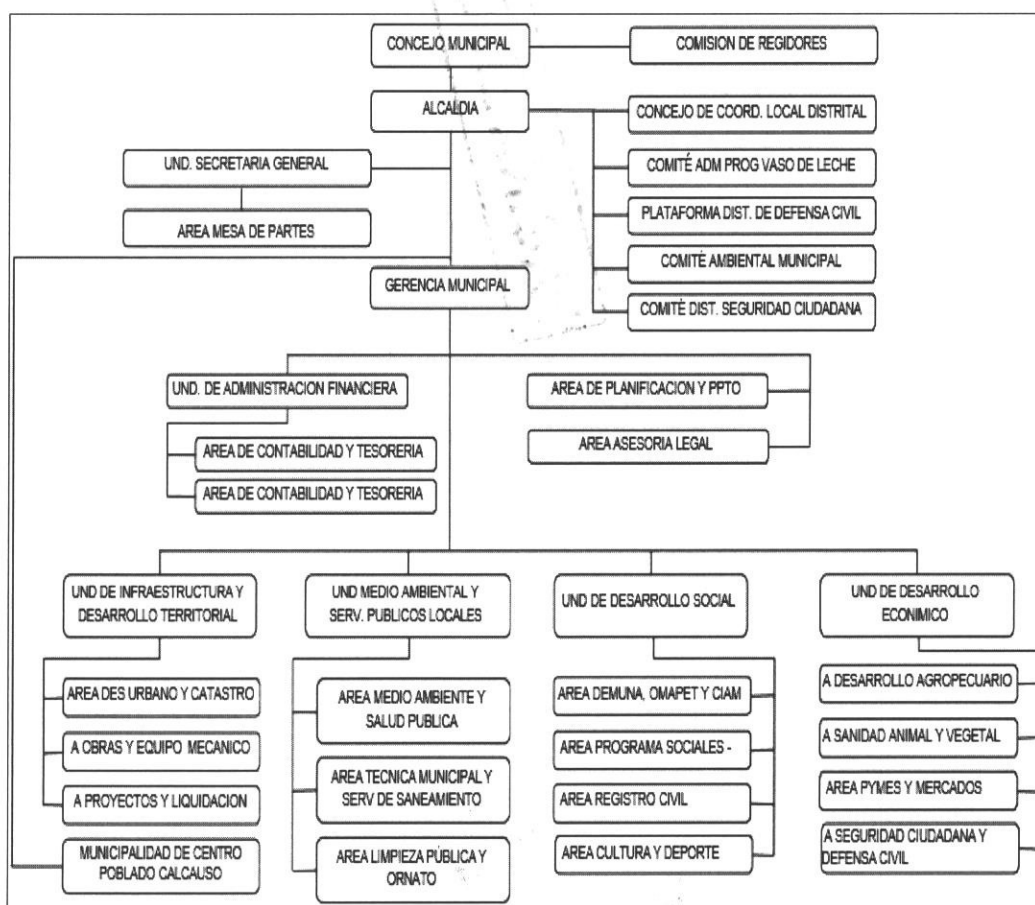 CONCEJO MUNICIPAL
COMISION DE REGIDORES
ALCALDIA
CONCEJO DE COORD. LOCAL DISTRITAL
UND. SECRETARIA GENERAL
COMITÉ ADM PROG VASO DE LECHE
AREA MESA DE PARTES
PLATAFORMA DIST. DE DEFENSA CIVIL
COMITÉ AMBIENTAL MUNICIPAL
GERENCIA MUNICIPAL
COMITÉ DIST. SEGURIDAD CIUDADANA
UND. DE ADMINISTRACION FINANCIERA
AREA DE PLANIFICACION Y PPTO
AREA DE CONTABILIDAD Y TESORERIA
AREA ASESORIA LEGAL
AREA DE CONTABILIDAD Y TESORERIA
UND DE INFRAESTRUCTURA Y
DESARROLLO TERRITORIAL
AREA DES URBANO Y CATASTRO
A OBRAS Y EQUIPO MECANICO
A PROYECTOS Y LIQUIDACION
MUNICIPALIDAD DE CENTRO
POBLADO CALCAUSO
UND MEDIO AMBIENTAL Y
SERV. PUBLICOS LOCALES
AREA MEDIO AMBIENTE Y
SALUD PUBLICA
AREA TECNICA MUNICIPAL Y
SERV DE SANEAMIENTO
AREA LIMPIEZA PÚBLICA Y
ORNATO
UND DE DESARROLLO SOCIAL
AREA DEMUNA, OMAPET Y CIAM
AREA PROGRAMA SOCIALES -
AREA REGISTRO CIVIL
AREA CULTURA Y DEPORTE
UND DE DESARROLLO
ECONIMICO
A DESARROLLO AGROPECUARIO
A SANIDAD ANIMAL Y VEGETAL
AREA PYMES Y MERCADOS
A SEGURIDAD CIUDADANA Y
DEFENSA CIVIL